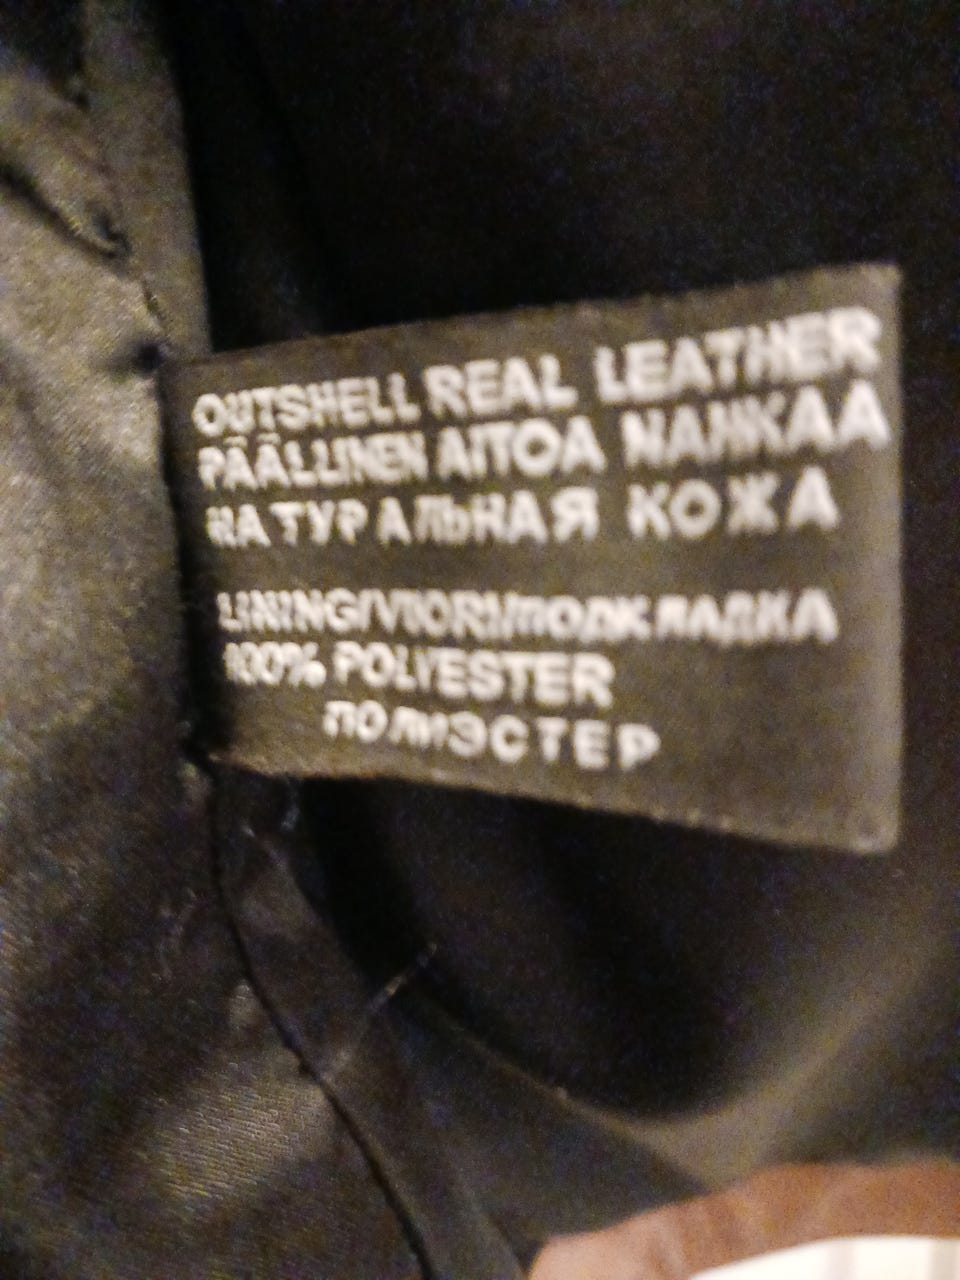 OUTSHELL REAL LEATHER
PÄÄLLINEN AITOA NAHKAA
НАТУРАЛЬНАЯ КОЖА
LINING/VUORI/ПОДКЛАДКА
100% POLYESTER
ПОЛИЭСТЕР